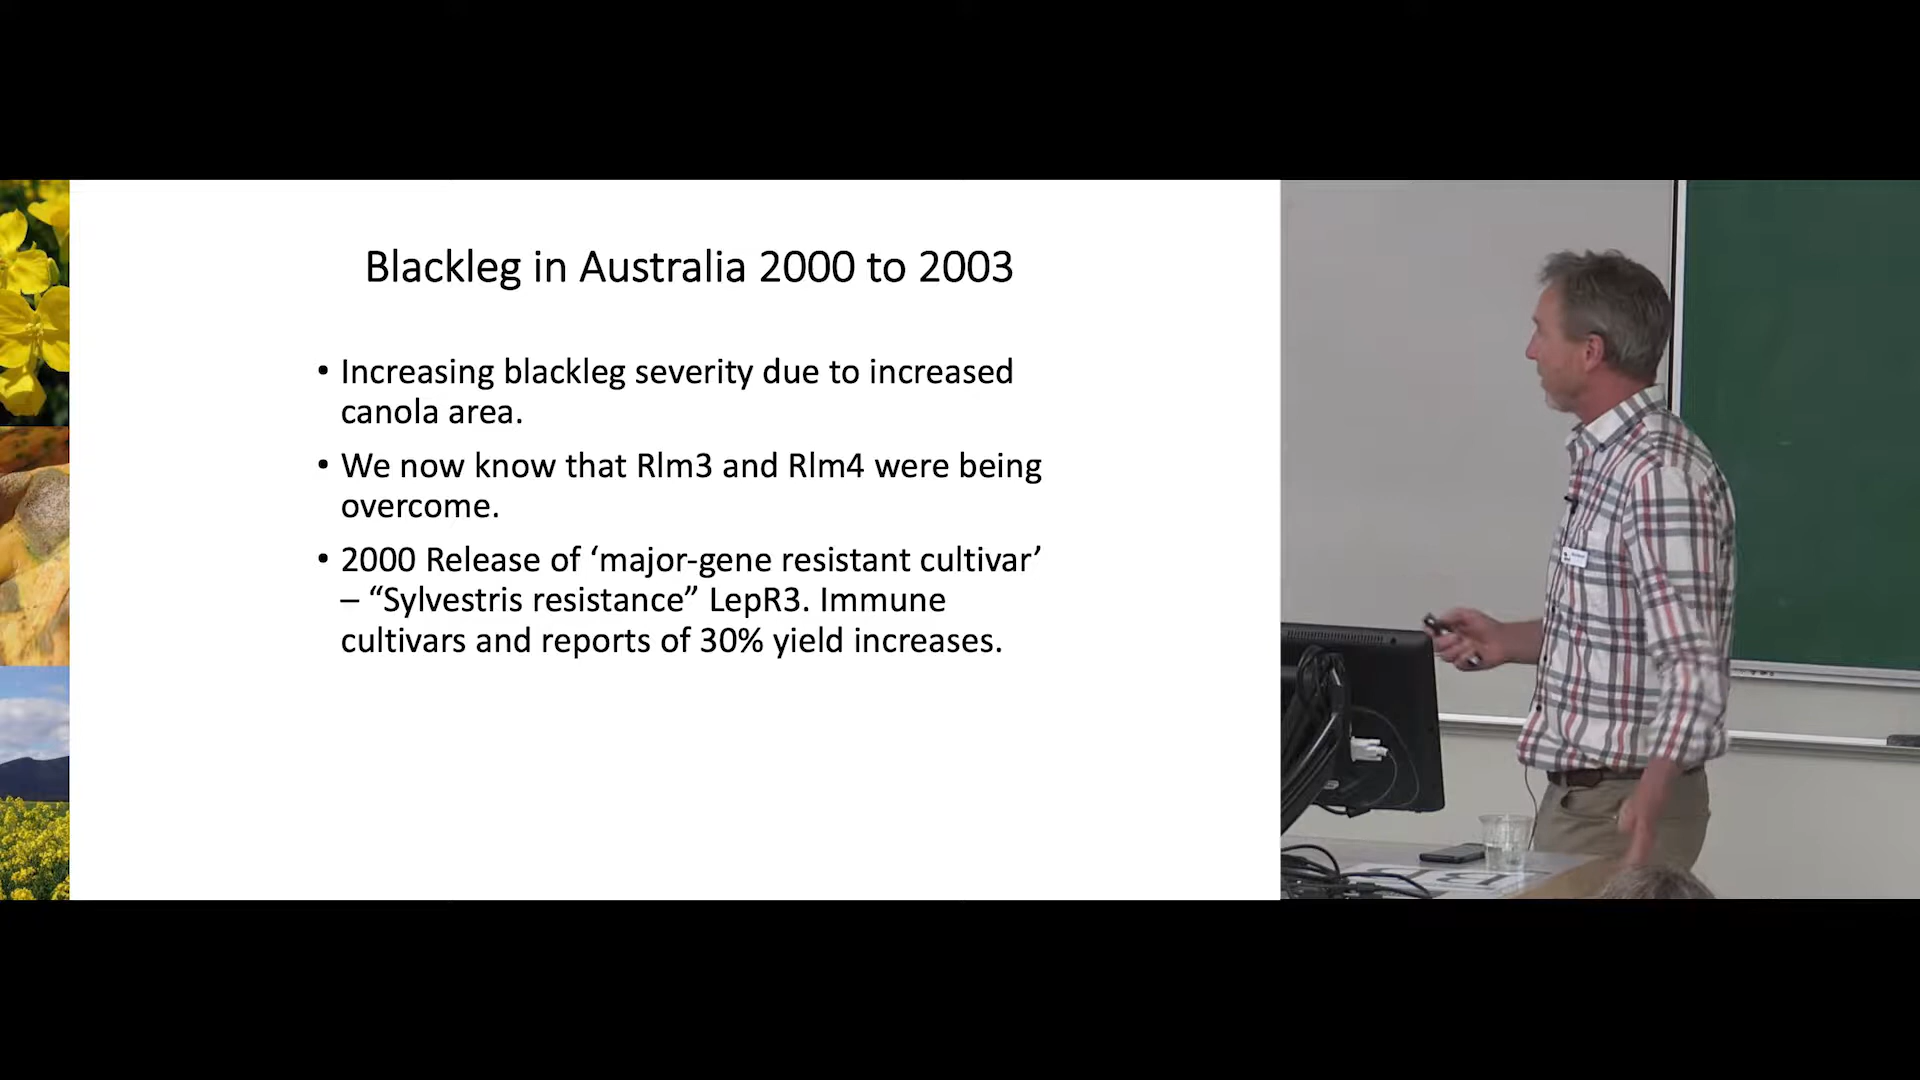 Blackleg in Australia 2000 to 2003
• Increasing blackleg severity due to increased
canola area.
• We now know that Rlm3 and Rlm4 were being
overcome.
• 2000 Release of ‘major-gene resistant cultivar’
– “Sylvestris resistance” LepR3. Immune
cultivars and reports of 30% yield increases.